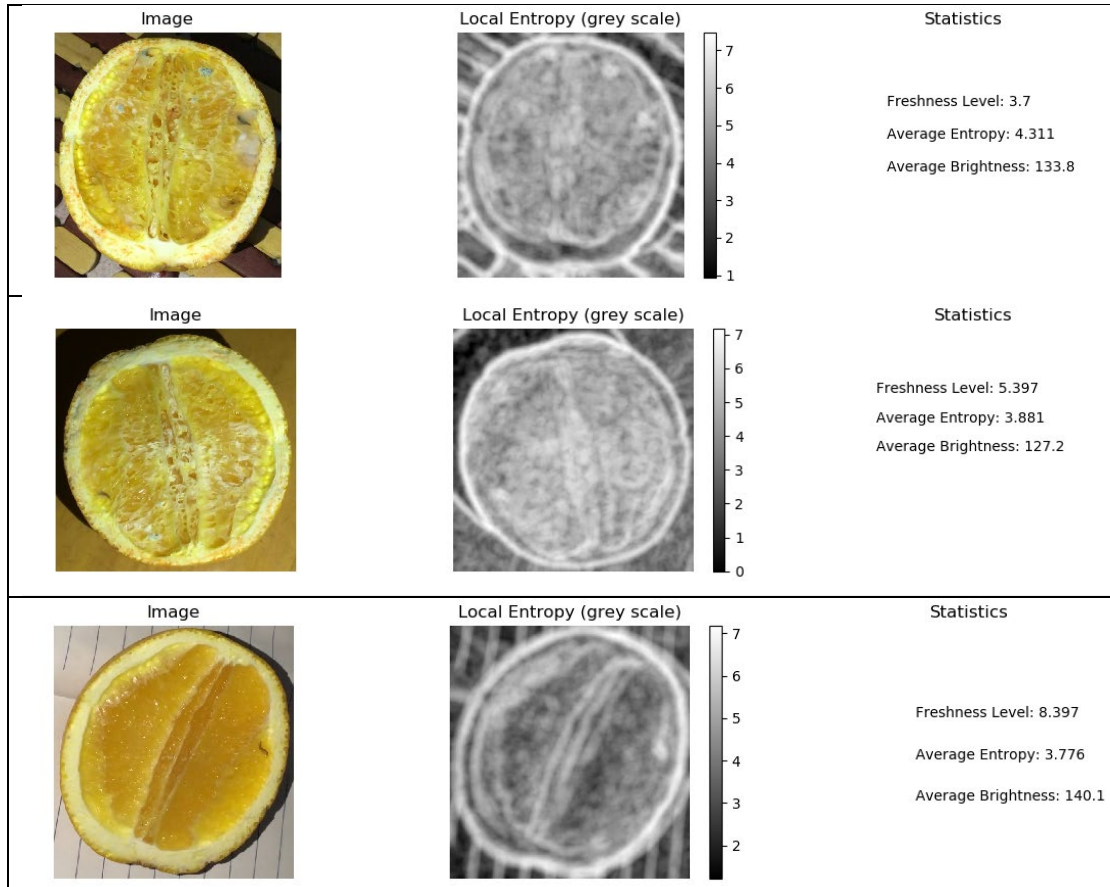 Image
Local Entropy (grey scale)
Statistics
7
6
5
4
3
2
1
Freshness Level: 3.7
Average Entropy: 4.311
Average Brightness: 133.8
Image
Local Entropy (grey scale)
Statistics
7
6
5
4
3
2
1
0
Freshness Level: 5.397
Average Entropy: 3.881
Average Brightness: 127.2
Image
Local Entropy (grey scale)
Statistics
7
6
5
4
3
2
Freshness Level: 8.397
Average Entropy: 3.776
Average Brightness: 140.1